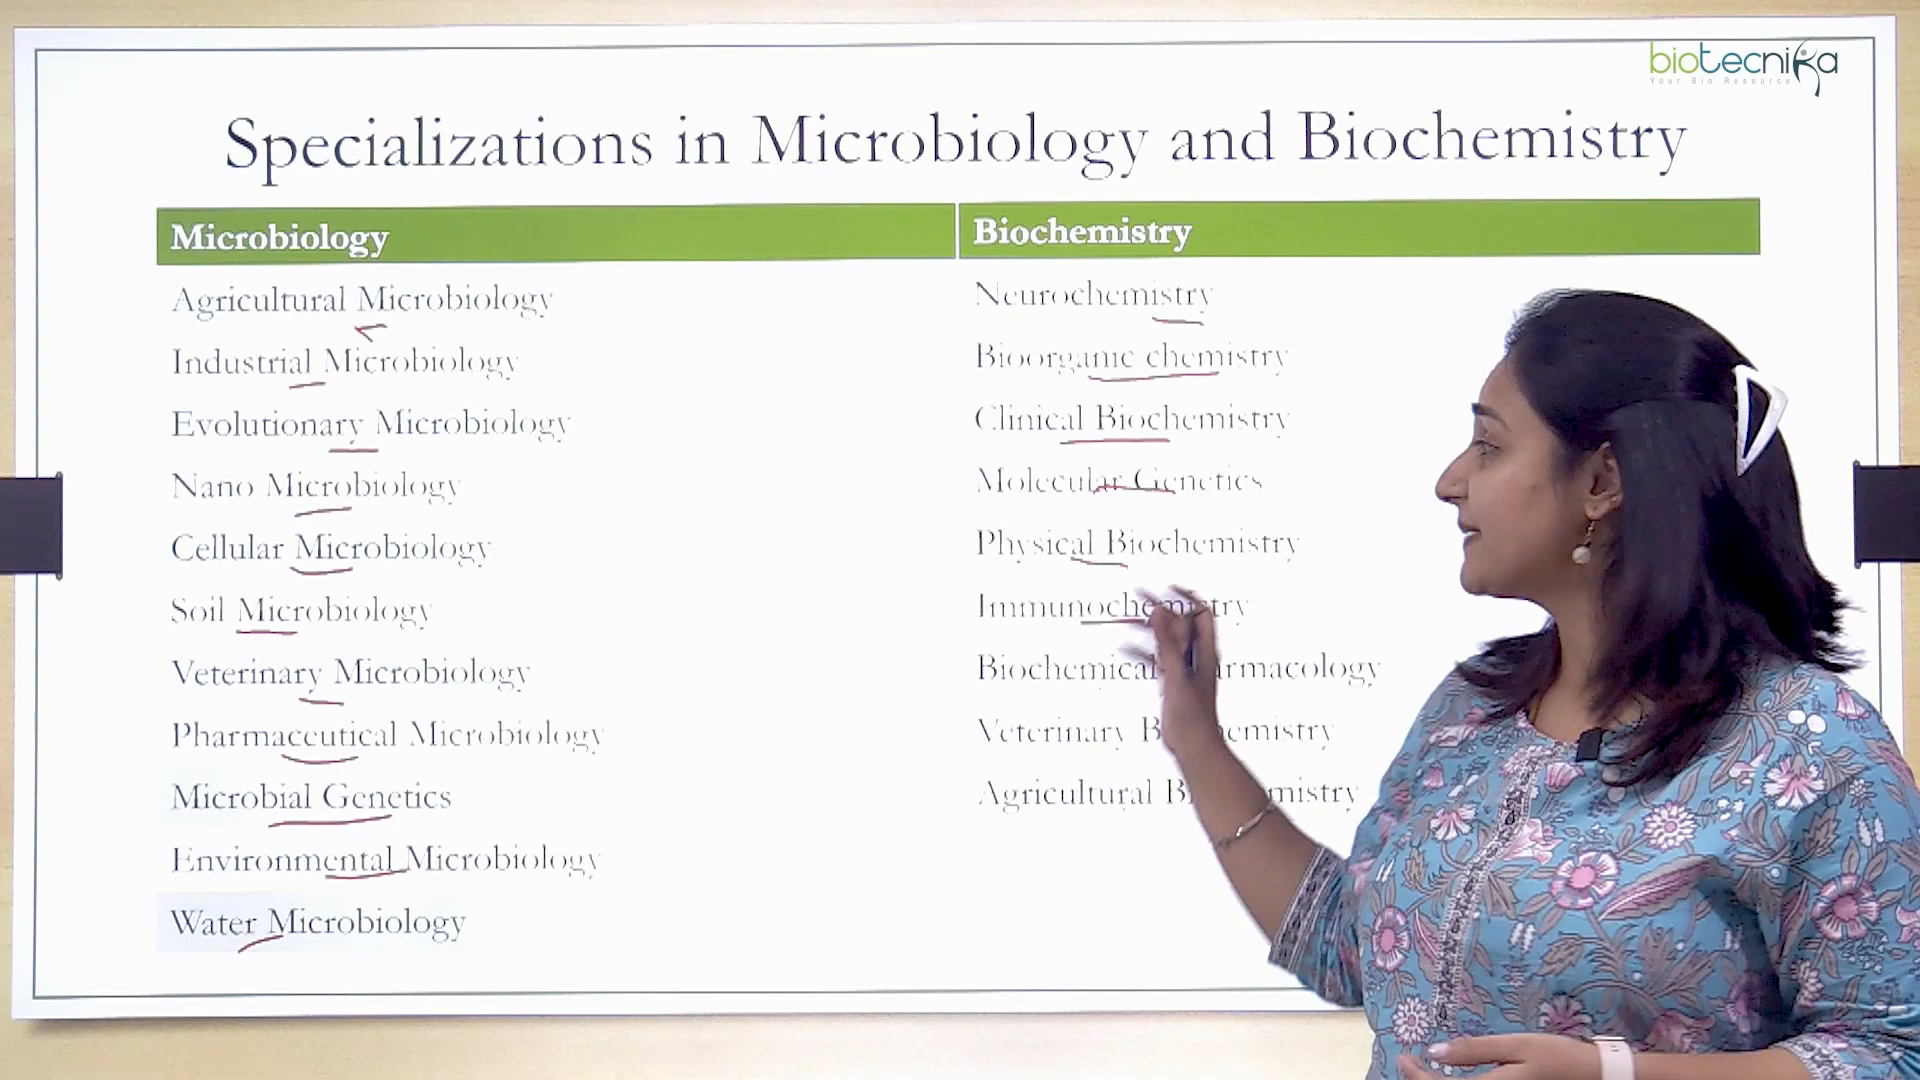 biotecnika
Your Bio Resource
Specializations in Microbiology and Biochemistry
Microbiology
Agricultural Microbiology
Industrial Microbiology
Evolutionary Microbiology
Nano Microbiology
Cellular Microbiology
Soil Microbiology
Veterinary Microbiology
Pharmaceutical Microbiology
Microbial Genetics
Environmental Microbiology
Water Microbiology
Biochemistry
Neurochemistry
Bioorganic chemistry
Clinical Biochemistry
Molecular Genetics
Physical Biochemistry
Immunochemistry
Biochemical
Veterinary
Agricultural